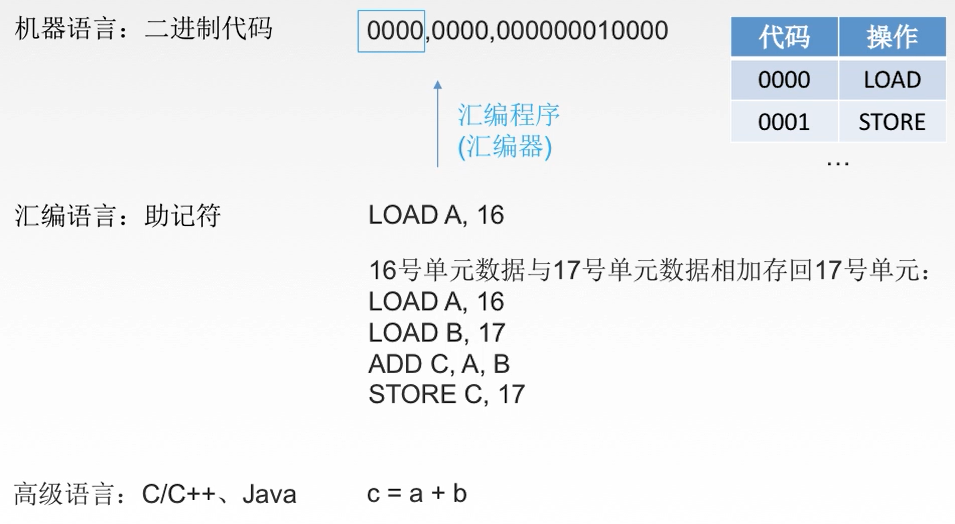 机器语言：二进制代码
0000,0000,000000010000
代码 操作
0000 LOAD
0001 STORE
…
汇编程序
(汇编器)
汇编语言：助记符
LOAD A, 16
16号单元数据与17号单元数据相加存回17号单元：
LOAD A, 16
LOAD B, 17
ADD C, A, B
STORE C, 17
高级语言：C/C++、Java
c = a + b